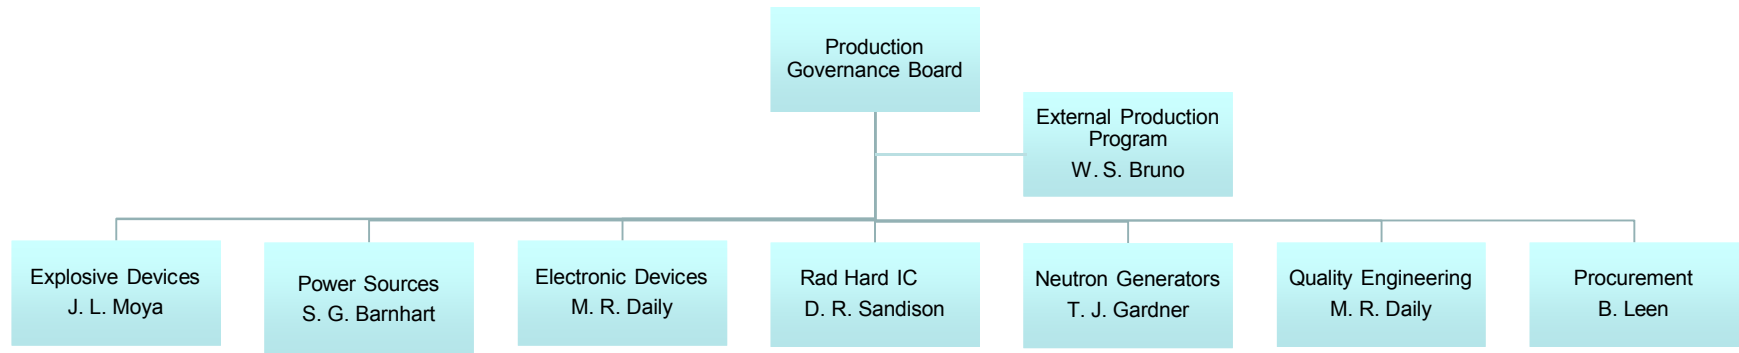 Production
Governance Board
External Production
Program
W. S. Bruno
Explosive Devices
J. L. Moya
Power Sources
S. G. Barnhart
Electronic Devices
M. R. Daily
Rad Hard IC
D. R. Sandison
Neutron Generators
T. J. Gardner
Quality Engineering
M. R. Daily
Procurement
B. Leen